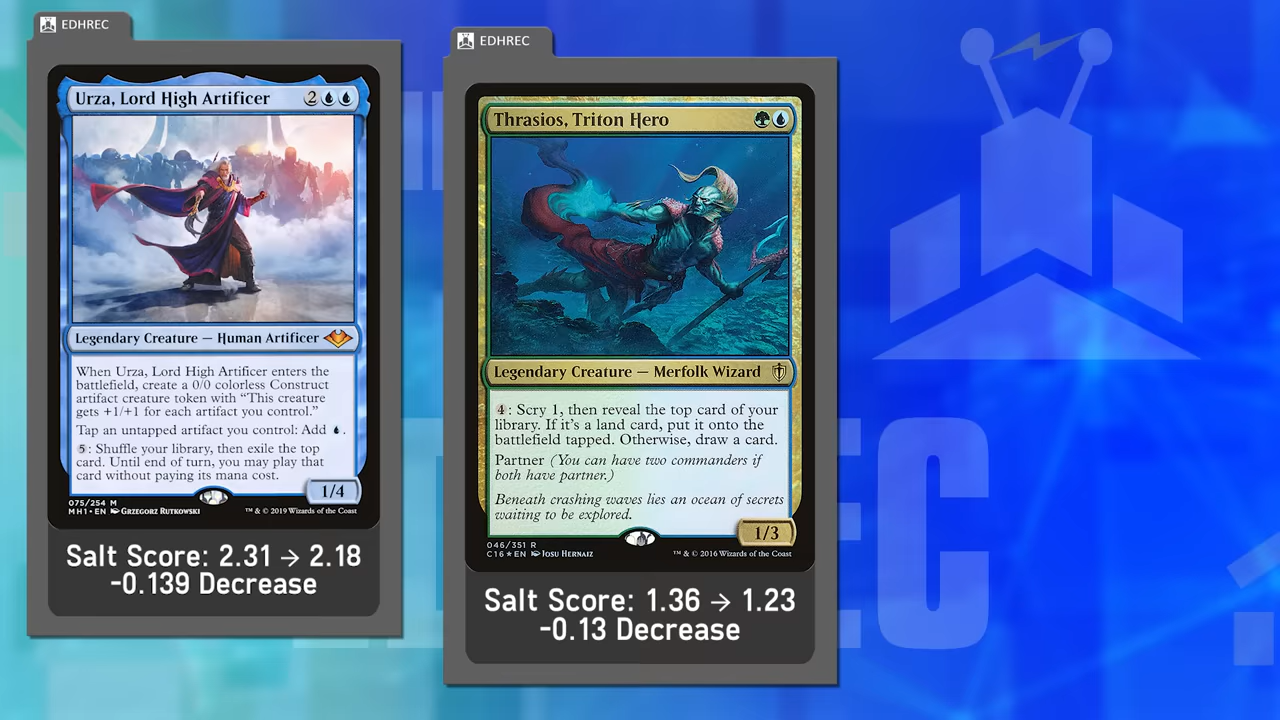 EDHREC
Urza, Lord High Artificer 2
Legendary Creature — Human Artificer
When Urza, Lord High Artificer enters the
battlefield, create a 0/0 colorless Construct
artifact creature token with “This creature
gets +1/+1 for each artifact you control.”
Tap an untapped artifact you control: Add .
5: Shuffle your library, then exile the top
card. Until end of turn, you may play that
card without paying its mana cost.
1/4
075/254 M
MH1 • EN Grzegorz Rutkowski
™ & © 2019 Wizards of the Coast
Salt Score: 2.31 → 2.18
-0.139 Decrease
EDHREC
Thrasios, Triton Hero
Legendary Creature — Merfolk Wizard
4: Scry 1, then reveal the top card of your
library. If it’s a land card, put it onto the
battlefield tapped. Otherwise, draw a card.
Partner (You can have two commanders if
both have partner.)
Beneath crashing waves lies an ocean of secrets
waiting to be explored.
1/3
046/351 R
C16 ★ EN Josu Hernaiz
™ & © 2016 Wizards of the Coast
Salt Score: 1.36 → 1.23
-0.13 Decrease
EC